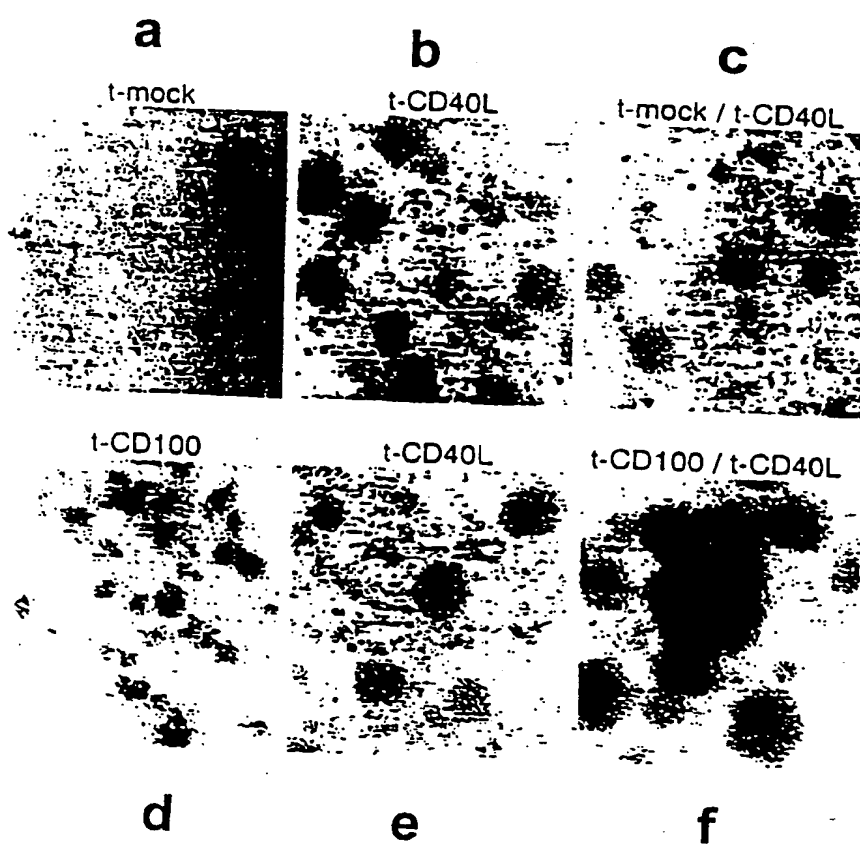 a b c
t-mock t-CD40L t-mock / t-CD40L
t-CD100 t-CD40L t-CD100 / t-CD40L
d e f